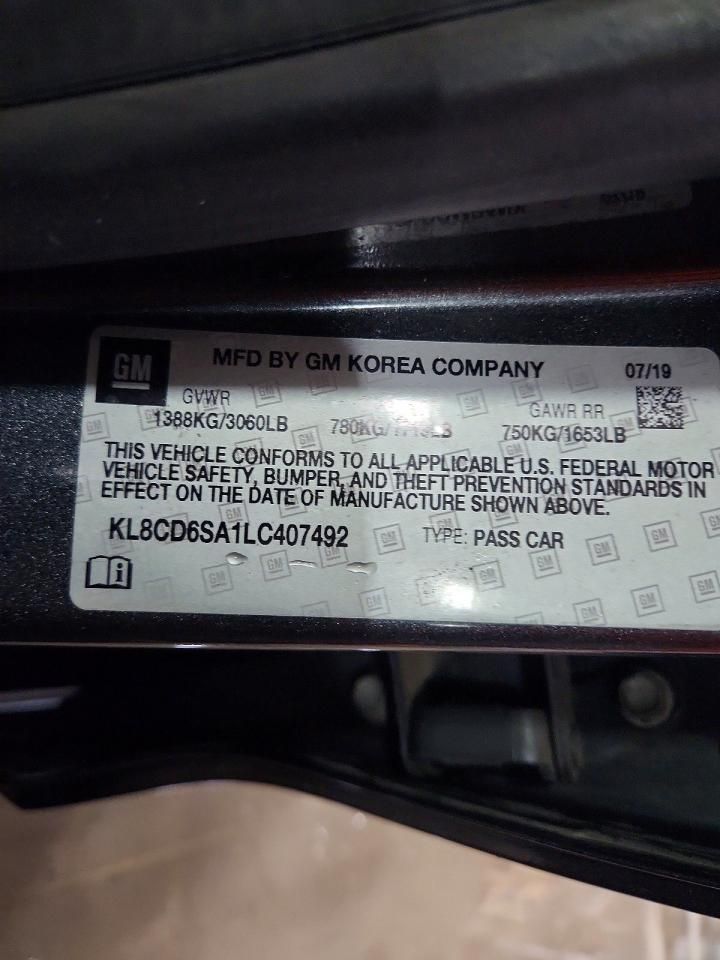 GM MFD BY GM KOREA COMPANY 07/19
GVWR GAWR RR
1388KG/3060LB 750KG/1653LB
THIS VEHICLE CONFORMS TO ALL APPLICABLE U.S. FEDERAL MOTOR
VEHICLE SAFETY, BUMPER, AND THEFT PREVENTION STANDARDS IN
EFFECT ON THE DATE OF MANUFACTURE SHOWN ABOVE.
KL8CD6SA1LC407492 TYPE: PASS CAR